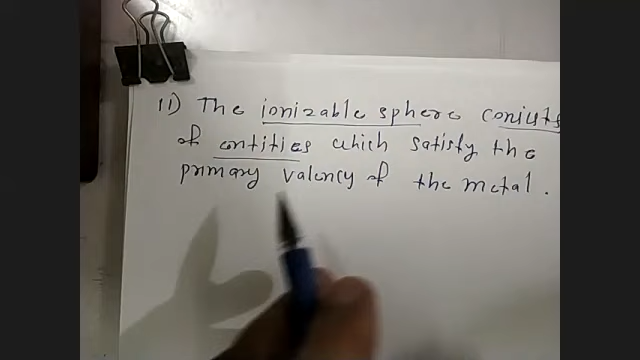 11) The ionizable sphere consists
of entities which satisfy the
primary valency of the metal.